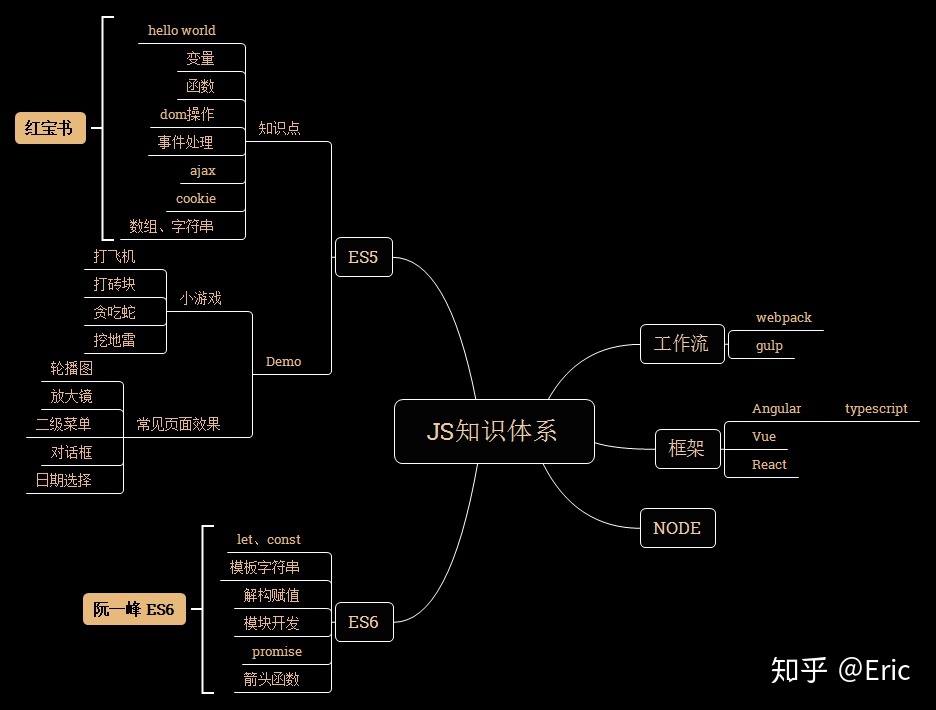 hello world
变量
函数
dom操作
事件处理
ajax
cookie
数组、字符串
红宝书
知识点
打飞机
打砖块
贪吃蛇
挖地雷
小游戏
轮播图
放大镜
二级菜单
对话框
日期选择
常见页面效果
Demo
ES5
let、const
模板字符串
解构赋值
模块开发
promise
箭头函数
阮一峰 ES6
ES6
JS知识体系
工作流
webpack
gulp
框架
Angular typescript
Vue
React
NODE
知乎 @Eric